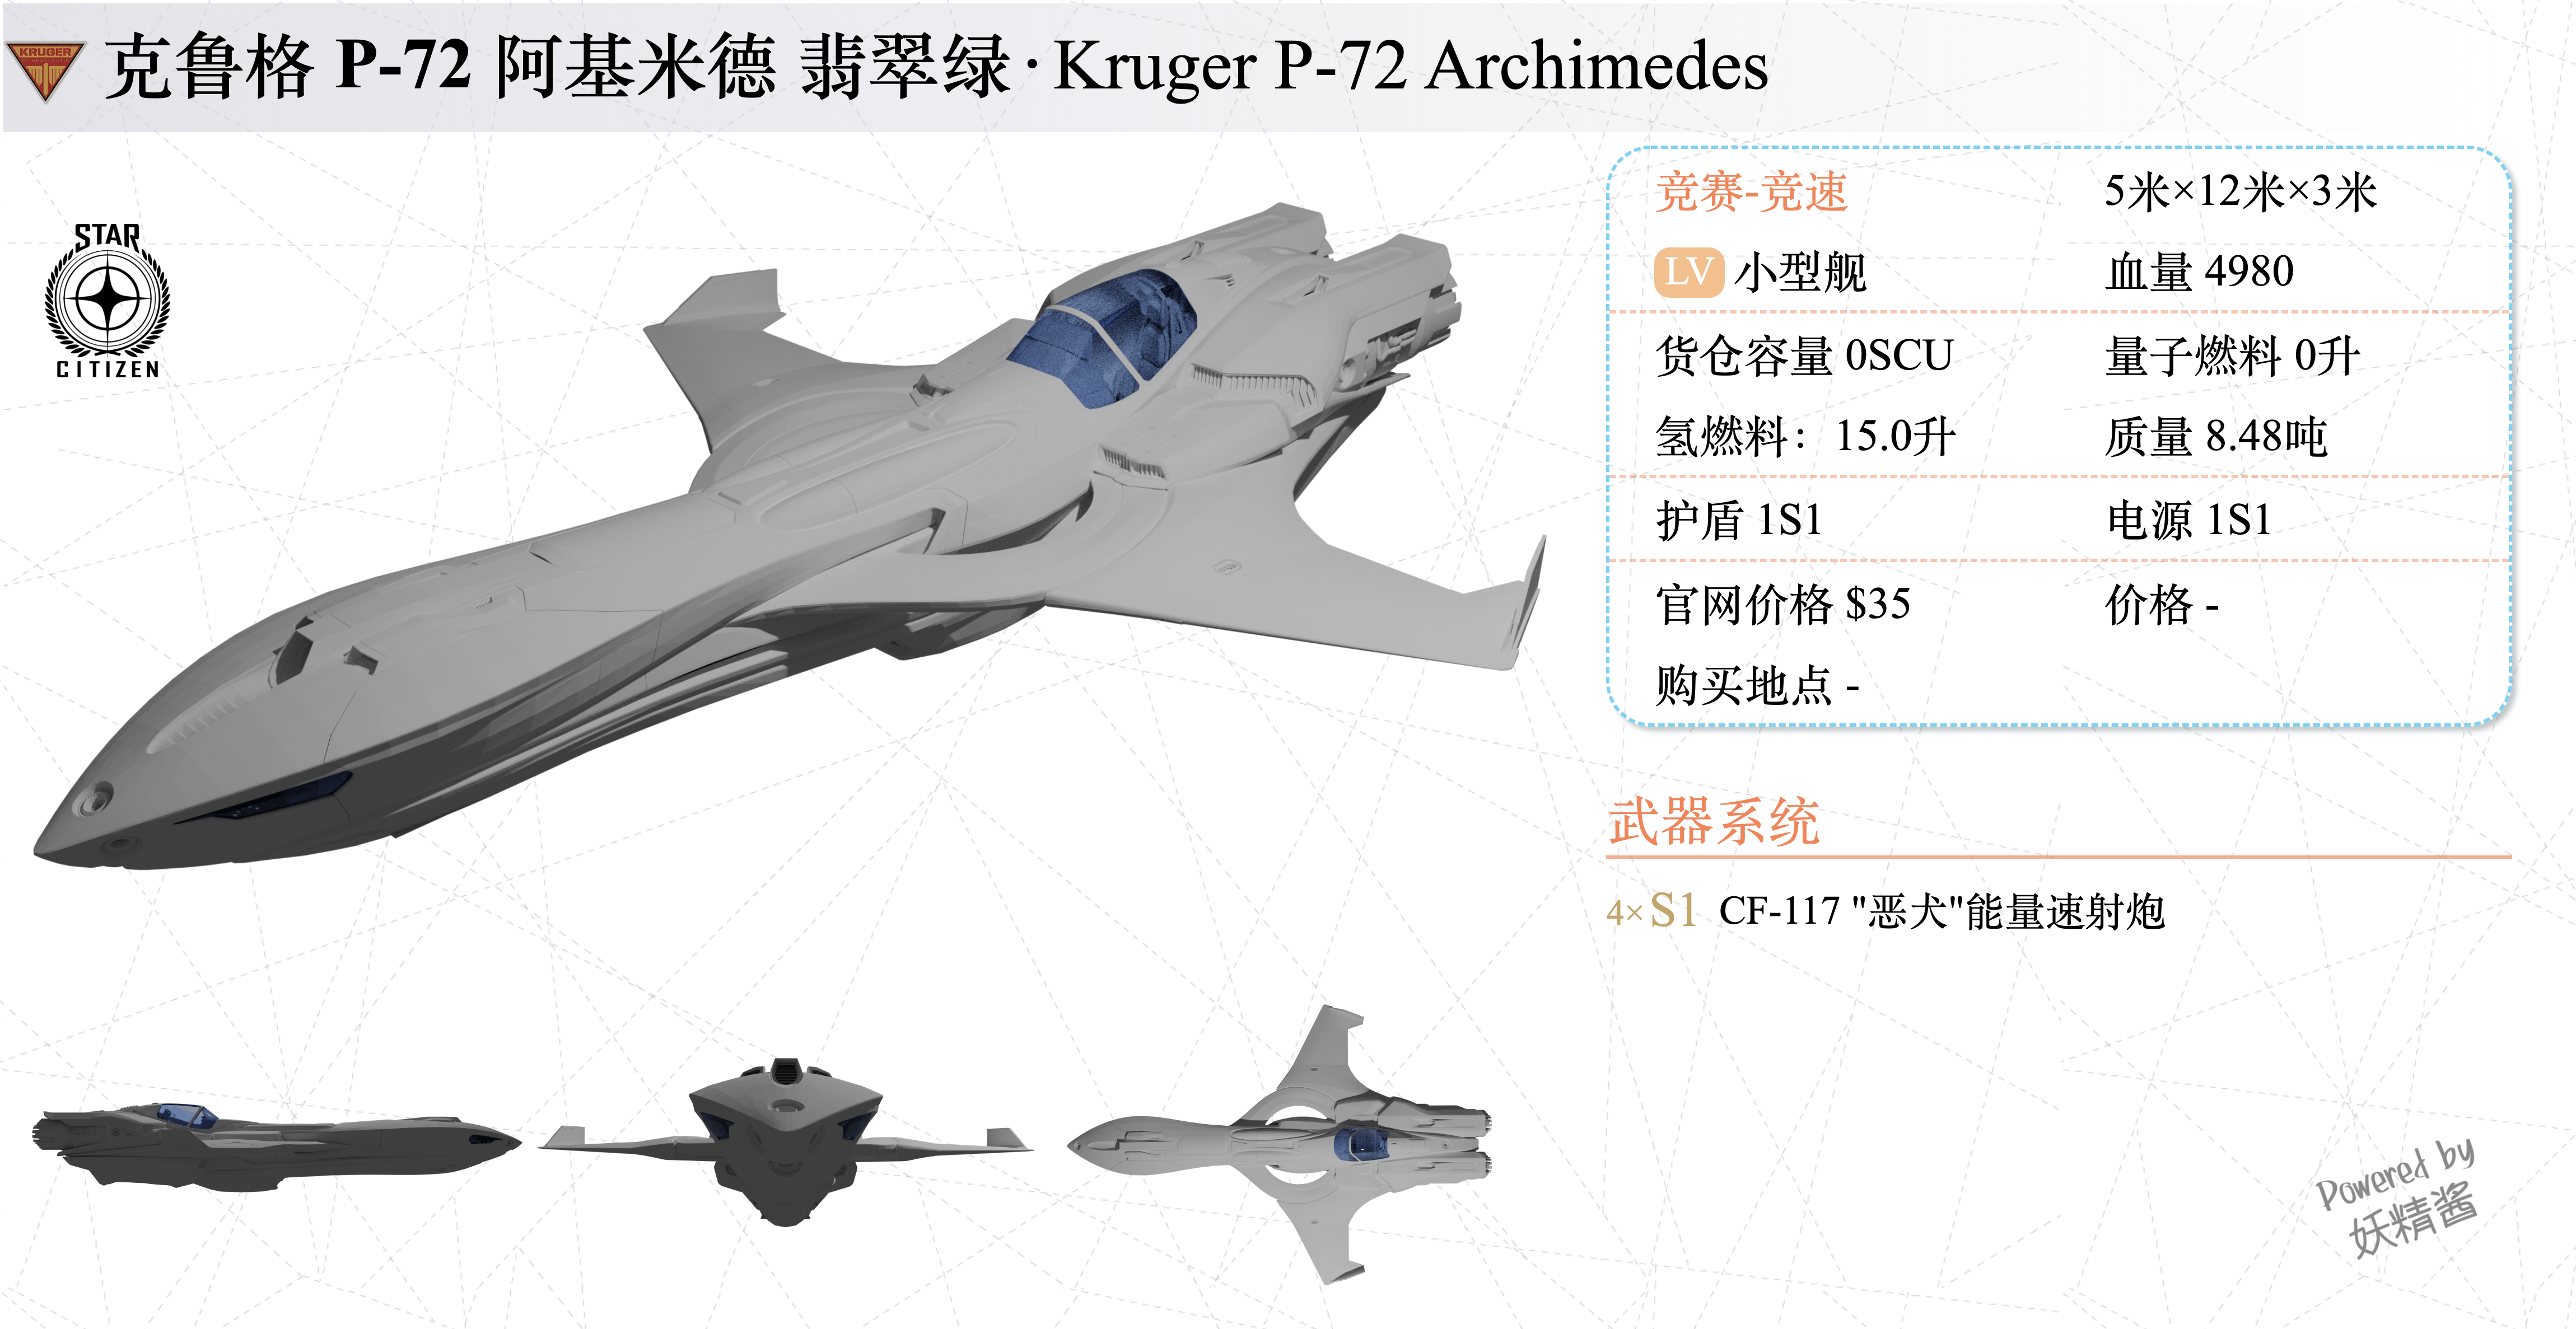 KRUGER
克鲁格 P-72 阿基米德 翡翠绿·Kruger P-72 Archimedes
STAR
CITIZEN
竞赛-竞速 5米×12米×3米
LV 小型舰 血量 4980
货仓容量 0SCU 量子燃料 0升
氢燃料：15.0升 质量 8.48吨
护盾 1S1 电源 1S1
官网价格 $35 价格 -
购买地点 -
武器系统
4× S1 CF-117 "恶犬"能量速射炮
Powered by
妖精酱